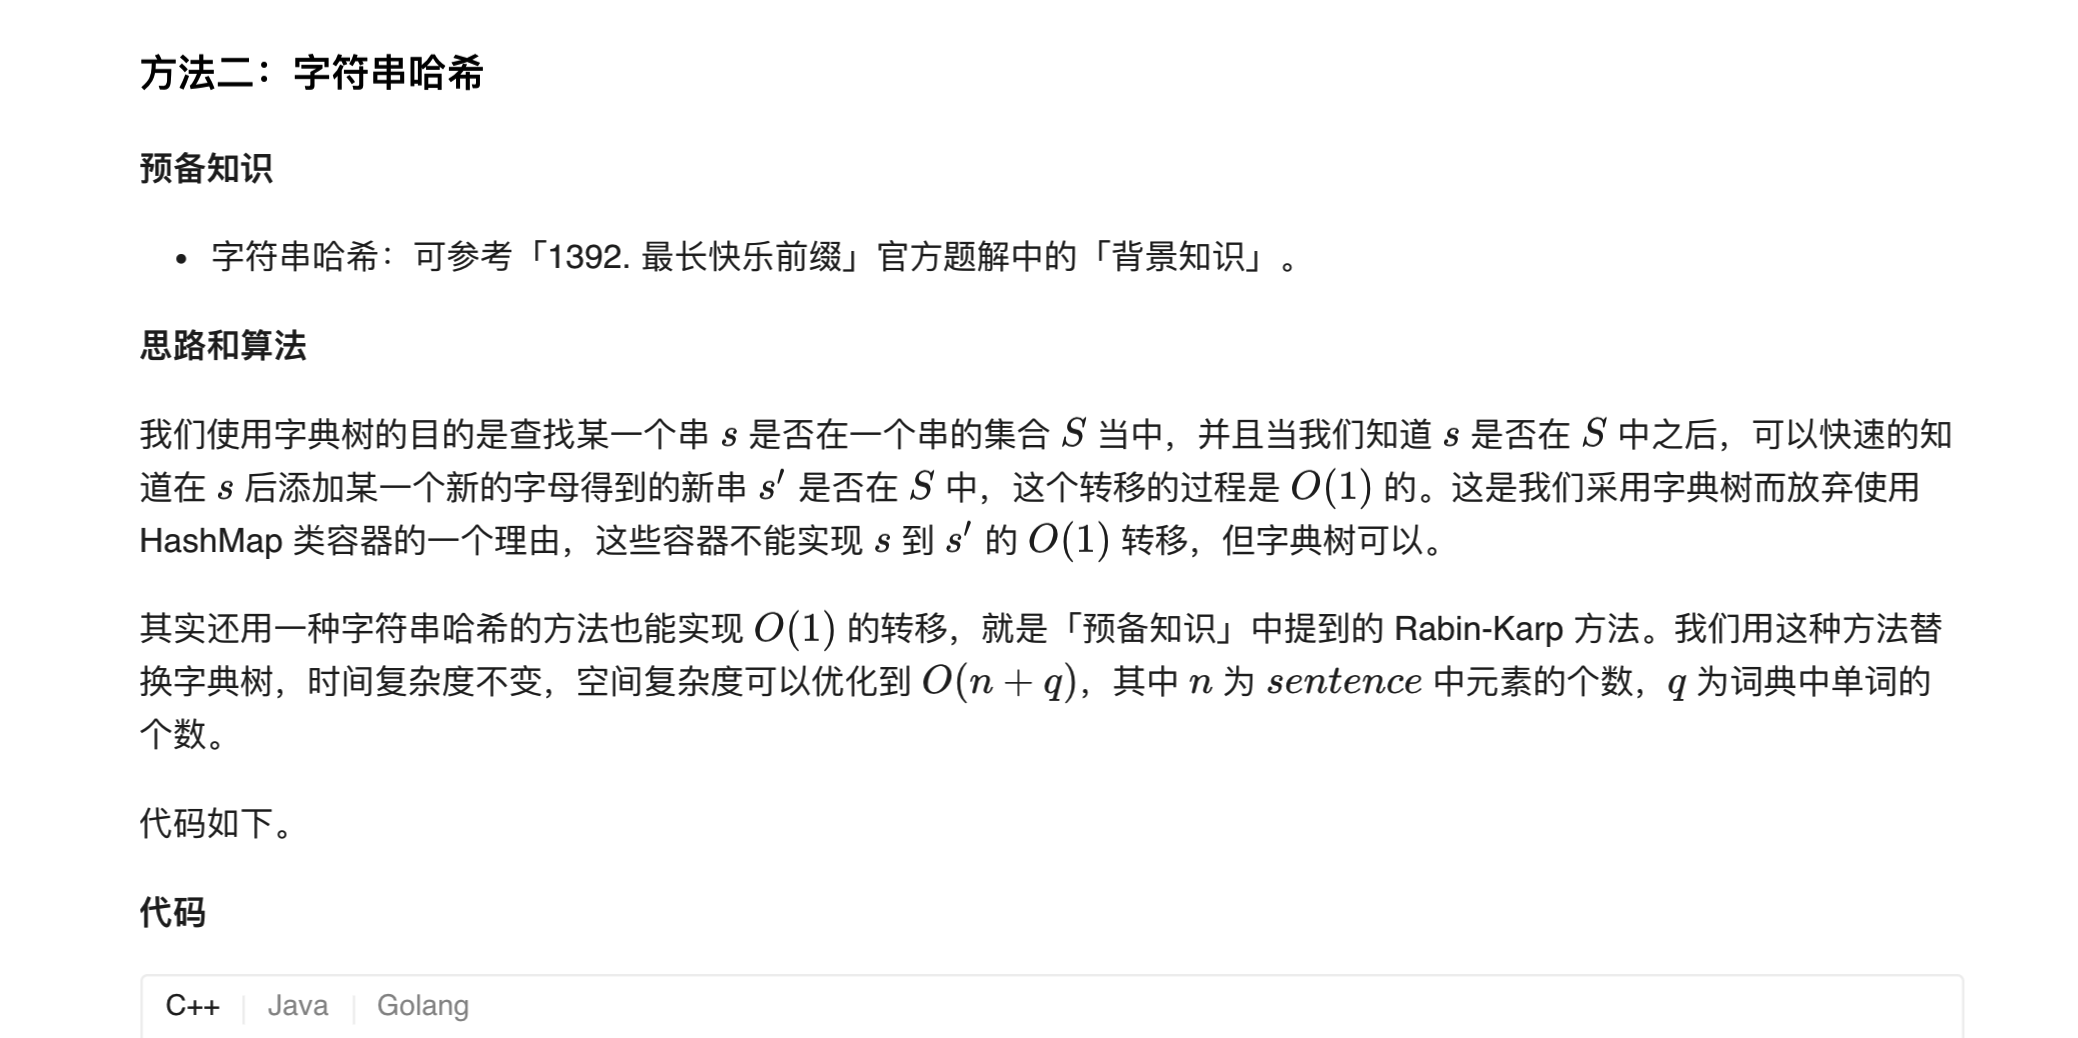 方法二：字符串哈希
预备知识
• 字符串哈希：可参考「1392. 最长快乐前缀」官方题解中的「背景知识」。
思路和算法
我们使用字典树的目的是查找某一个串 s 是否在一个串的集合 S 当中，并且当我们知道 s 是否在 S 中之后，可以快速的知
道在 s 后添加某一个新的字母得到的新串 s′ 是否在 S 中，这个转移的过程是 O(1) 的。这是我们采用字典树而放弃使用
HashMap 类容器的一个理由，这些容器不能实现 s 到 s′ 的 O(1) 转移，但字典树可以。
其实还用一种字符串哈希的方法也能实现 O(1) 的转移，就是「预备知识」中提到的 Rabin-Karp 方法。我们用这种方法替
换字典树，时间复杂度不变，空间复杂度可以优化到 O(n + q)，其中 n 为 sentence 中元素的个数，q 为词典中单词的
个数。
代码如下。
代码
C++ | Java | Golang